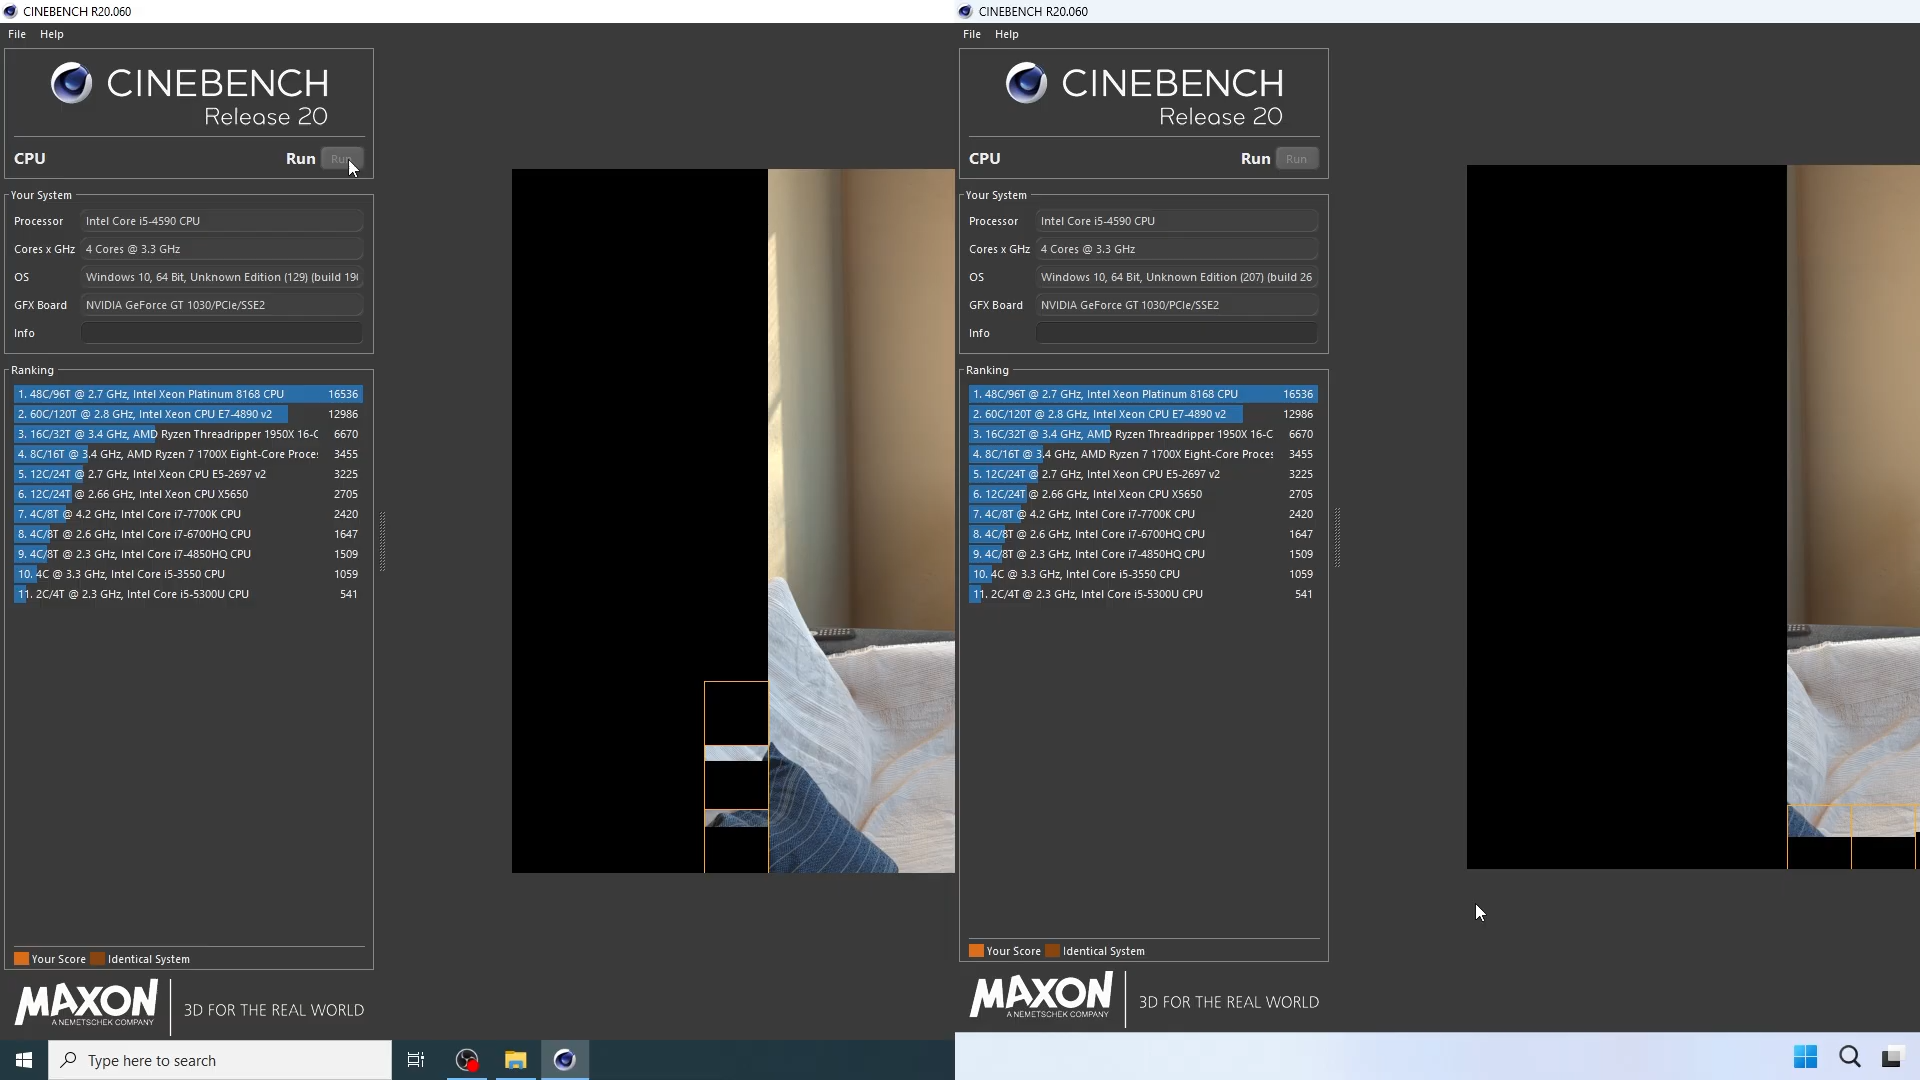 CINEBENCH R20.060
File Help
CINEBENCH
Release 20
CPU Run Run
Your System
Processor Intel Core i5-4590 CPU
Cores x GHz 4 Cores @ 3.3 GHz
OS Windows 10, 64 Bit, Unknown Edition (129) (build 190
GFX Board NVIDIA GeForce GT 1030/PCIe/SSE2
Info
Ranking
1. 48C/96T @ 2.7 GHz, Intel Xeon Platinum 8168 CPU 16536
2. 60C/120T @ 2.8 GHz, Intel Xeon CPU E7-4890 v2 12986
3. 16C/32T @ 3.4 GHz, AMD Ryzen Threadripper 1950X 16-C 6670
4. 8C/16T @ 3.4 GHz, AMD Ryzen 7 1700X Eight-Core Proces 3455
5. 12C/24T @ 2.7 GHz, Intel Xeon CPU E5-2697 v2 3225
6. 12C/24T @ 2.66 GHz, Intel Xeon CPU X5650 2705
7. 4C/8T @ 4.2 GHz, Intel Core i7-7700K CPU 2420
8. 4C/8T @ 2.6 GHz, Intel Core i7-6700HQ CPU 1647
9. 4C/8T @ 2.3 GHz, Intel Core i7-4850HQ CPU 1509
10. 4C @ 3.3 GHz, Intel Core i5-3550 CPU 1059
11. 2C/4T @ 2.3 GHz, Intel Core i5-5300U CPU 541
Your Score Identical System
MAXON
A NEMETSCHEK COMPANY
3D FOR THE REAL WORLD
Type here to search
CINEBENCH R20.060
File Help
CINEBENCH
Release 20
CPU Run Run
Your System
Processor Intel Core i5-4590 CPU
Cores x GHz 4 Cores @ 3.3 GHz
OS Windows 10, 64 Bit, Unknown Edition (207) (build 26
GFX Board NVIDIA GeForce GT 1030/PCIe/SSE2
Info
Ranking
1. 48C/96T @ 2.7 GHz, Intel Xeon Platinum 8168 CPU 16536
2. 60C/120T @ 2.8 GHz, Intel Xeon CPU E7-4890 v2 12986
3. 16C/32T @ 3.4 GHz, AMD Ryzen Threadripper 1950X 16-C 6670
4. 8C/16T @ 3.4 GHz, AMD Ryzen 7 1700X Eight-Core Proces 3455
5. 12C/24T @ 2.7 GHz, Intel Xeon CPU E5-2697 v2 3225
6. 12C/24T @ 2.66 GHz, Intel Xeon CPU X5650 2705
7. 4C/8T @ 4.2 GHz, Intel Core i7-7700K CPU 2420
8. 4C/8T @ 2.6 GHz, Intel Core i7-6700HQ CPU 1647
9. 4C/8T @ 2.3 GHz, Intel Core i7-4850HQ CPU 1509
10. 4C @ 3.3 GHz, Intel Core i5-3550 CPU 1059
11. 2C/4T @ 2.3 GHz, Intel Core i5-5300U CPU 541
Your Score Identical System
MAXON
A NEMETSCHEK COMPANY
3D FOR THE REAL WORLD